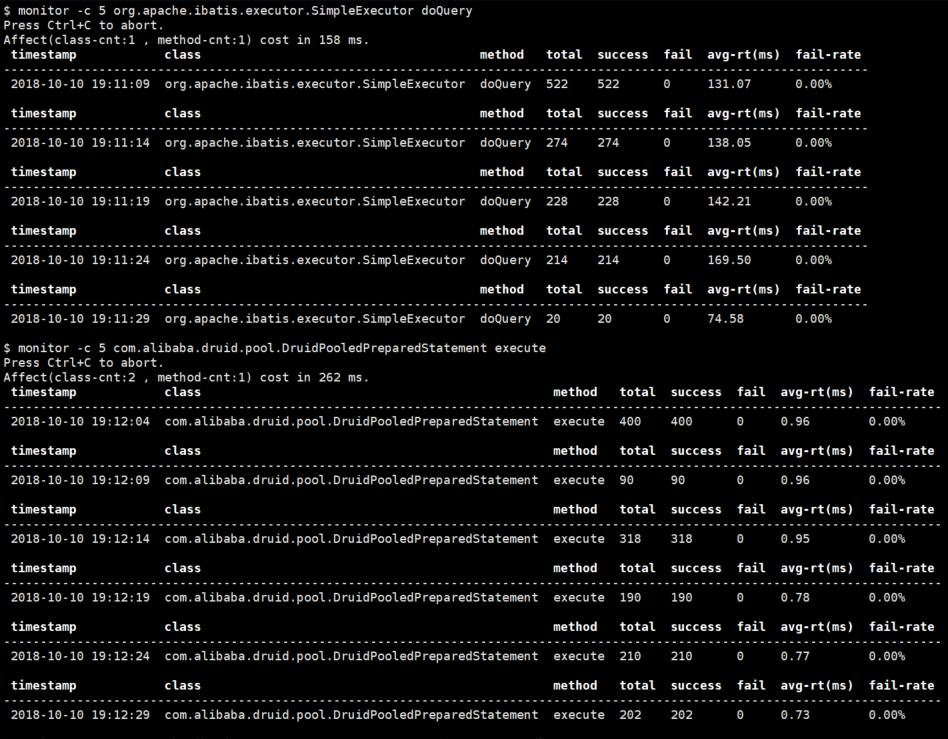 $ monitor -c 5 org.apache.ibatis.executor.SimpleExecutor doQuery
Press Ctrl+C to abort.
Affect(class-cnt:1 , method-cnt:1) cost in 158 ms.
timestamp class method total success fail avg-rt(ms) fail-rate
2018-10-10 19:11:09 org.apache.ibatis.executor.SimpleExecutor doQuery 522 522 0 131.07 0.00%
timestamp class method total success fail avg-rt(ms) fail-rate
2018-10-10 19:11:14 org.apache.ibatis.executor.SimpleExecutor doQuery 274 274 0 138.05 0.00%
timestamp class method total success fail avg-rt(ms) fail-rate
2018-10-10 19:11:19 org.apache.ibatis.executor.SimpleExecutor doQuery 228 228 0 142.21 0.00%
timestamp class method total success fail avg-rt(ms) fail-rate
2018-10-10 19:11:24 org.apache.ibatis.executor.SimpleExecutor doQuery 214 214 0 169.50 0.00%
timestamp class method total success fail avg-rt(ms) fail-rate
2018-10-10 19:11:29 org.apache.ibatis.executor.SimpleExecutor doQuery 20 20 0 74.58 0.00%
$ monitor -c 5 com.alibaba.druid.pool.DruidPooledPreparedStatement execute
Press Ctrl+C to abort.
Affect(class-cnt:2 , method-cnt:1) cost in 262 ms.
timestamp class method total success fail avg-rt(ms) fail-rate
2018-10-10 19:12:04 com.alibaba.druid.pool.DruidPooledPreparedStatement execute 400 400 0 0.96 0.00%
timestamp class method total success fail avg-rt(ms) fail-rate
2018-10-10 19:12:09 com.alibaba.druid.pool.DruidPooledPreparedStatement execute 90 90 0 0.96 0.00%
timestamp class method total success fail avg-rt(ms) fail-rate
2018-10-10 19:12:14 com.alibaba.druid.pool.DruidPooledPreparedStatement execute 318 318 0 0.95 0.00%
timestamp class method total success fail avg-rt(ms) fail-rate
2018-10-10 19:12:19 com.alibaba.druid.pool.DruidPooledPreparedStatement execute 190 190 0 0.78 0.00%
timestamp class method total success fail avg-rt(ms) fail-rate
2018-10-10 19:12:24 com.alibaba.druid.pool.DruidPooledPreparedStatement execute 210 210 0 0.77 0.00%
timestamp class method total success fail avg-rt(ms) fail-rate
2018-10-10 19:12:29 com.alibaba.druid.pool.DruidPooledPreparedStatement execute 202 202 0 0.73 0.00%